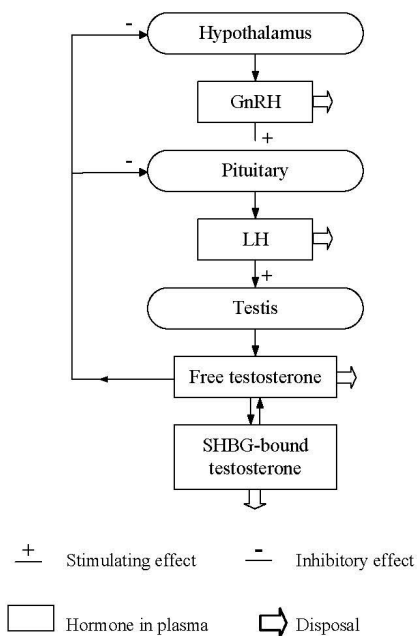 -
Hypothalamus
GnRH
+
-
Pituitary
LH
+
Testis
Free testosterone
SHBG-bound
testosterone
+ Stimulating effect
- Inhibitory effect
Hormone in plasma
Disposal